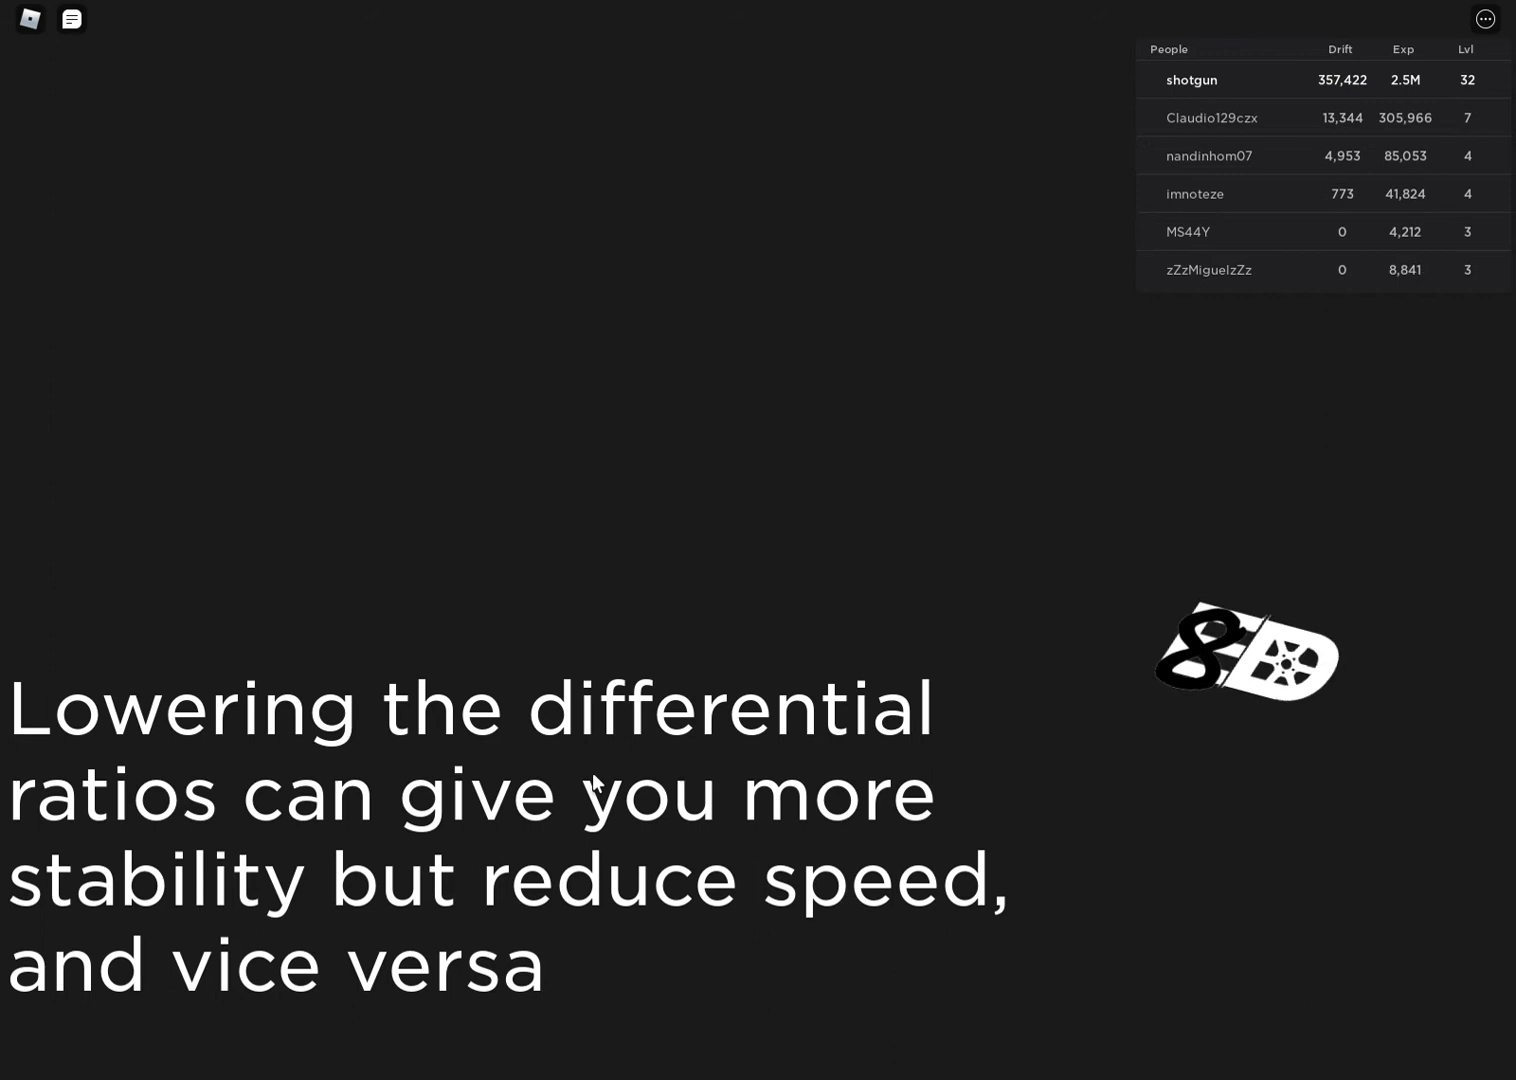 People Drift Exp Lvl
shotgun 357,422 2.5M 32
Claudio129czx 13,344 305,966 7
nandinhom07 4,953 85,053 4
imnoteze 773 41,824 4
MS44Y 0 4,212 3
zZzMiguelzZz 0 8,841 3
8D
Lowering the differential
ratios can give you more
stability but reduce speed,
and vice versa